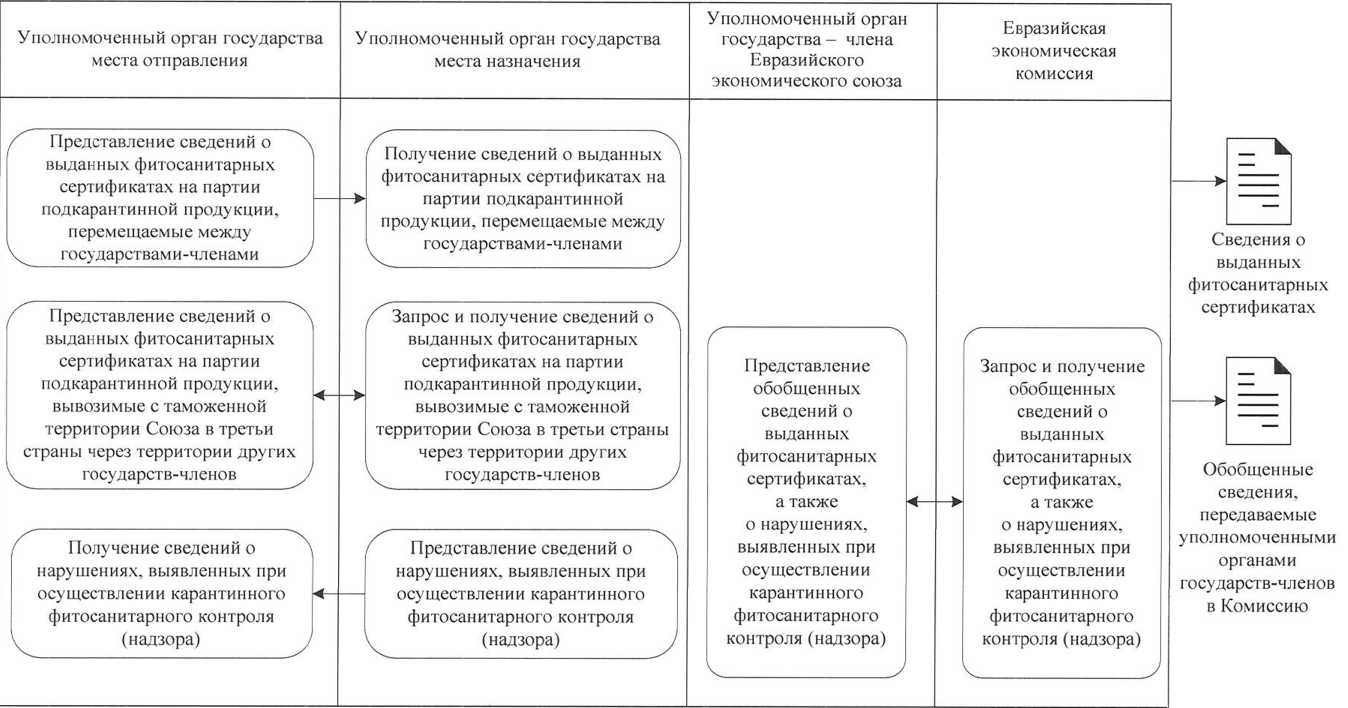 Уполномоченный орган государства
места отправления
Уполномоченный орган государства
места назначения
Уполномоченный орган
государства – члена
Евразийского
экономического союза
Евразийская
экономическая
комиссия
Представление сведений о
выданных фитосанитарных
сертификатах на партии
подкарантинной продукции,
перемещаемые между
государствами-членами
Получение сведений о выданных
фитосанитарных сертификатах на
партии подкарантинной
продукции, перемещаемые между
государствами-членами
Сведения о
выданных
фитосанитарных
сертификатах
Представление сведений о
выданных фитосанитарных
сертификатах на партии
подкарантинной продукции,
вывозимые с таможенной
территории Союза в третьи
страны через территории других
государств-членов
Запрос и получение сведений о
выданных фитосанитарных
сертификатах на партии
подкарантинной продукции,
вывозимые с таможенной
территории Союза в третьи страны
через территории других
государств-членов
Представление
обобщенных
сведений о
выданных
фитосанитарных
сертификатах,
а также
о нарушениях,
выявленных при
осуществлении
карантинного
фитосанитарного
контроля (надзора)
Запрос и получение
обобщенных
сведений о
выданных
фитосанитарных
сертификатах,
а также
о нарушениях,
выявленных при
осуществлении
карантинного
фитосанитарного
контроля (надзора)
Обобщенные
сведения,
передаваемые
уполномоченными
органами
государств-членов
в Комиссию
Получение сведений о
нарушениях, выявленных при
осуществлении карантинного
фитосанитарного контроля
(надзора)
Представление сведений о
нарушениях, выявленных при
осуществлении карантинного
фитосанитарного контроля
(надзора)